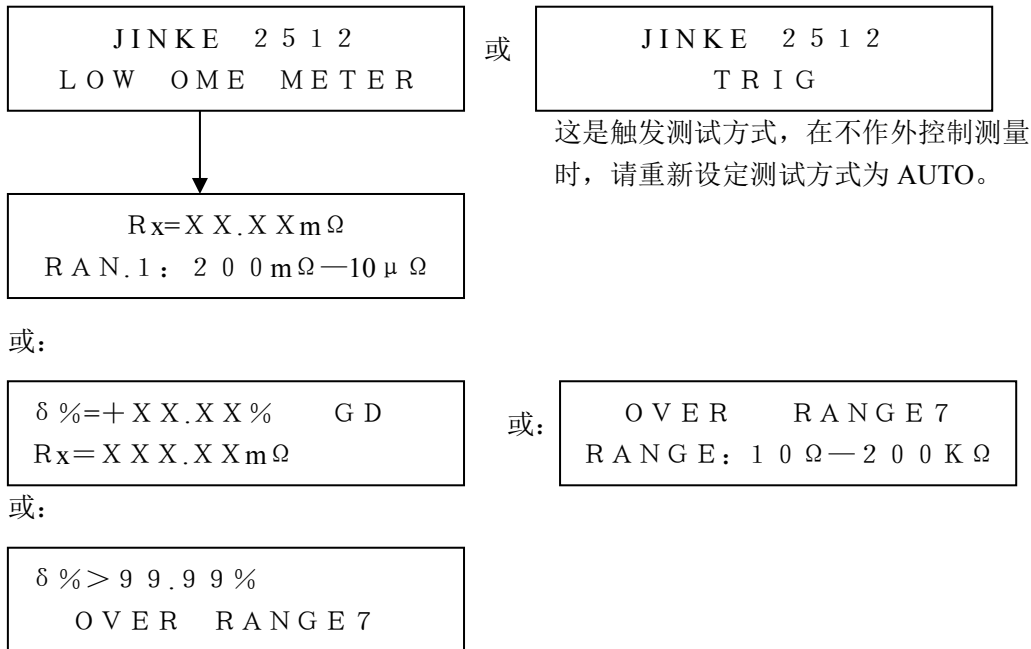 JINKE 2512
LOW OME METER
或
JINKE 2512
TRIG
这是触发测试方式，在不作外控制测量
时，请重新设定测试方式为 AUTO。
Rx=XX.XXmΩ
RAN.1：200mΩ—10μΩ
或：
δ%=＋XX.XX% GD
Rx＝XXX.XXmΩ
或：
OVER RANGE7
RANGE：10Ω—200KΩ
或：
δ%＞99.99%
OVER RANGE7